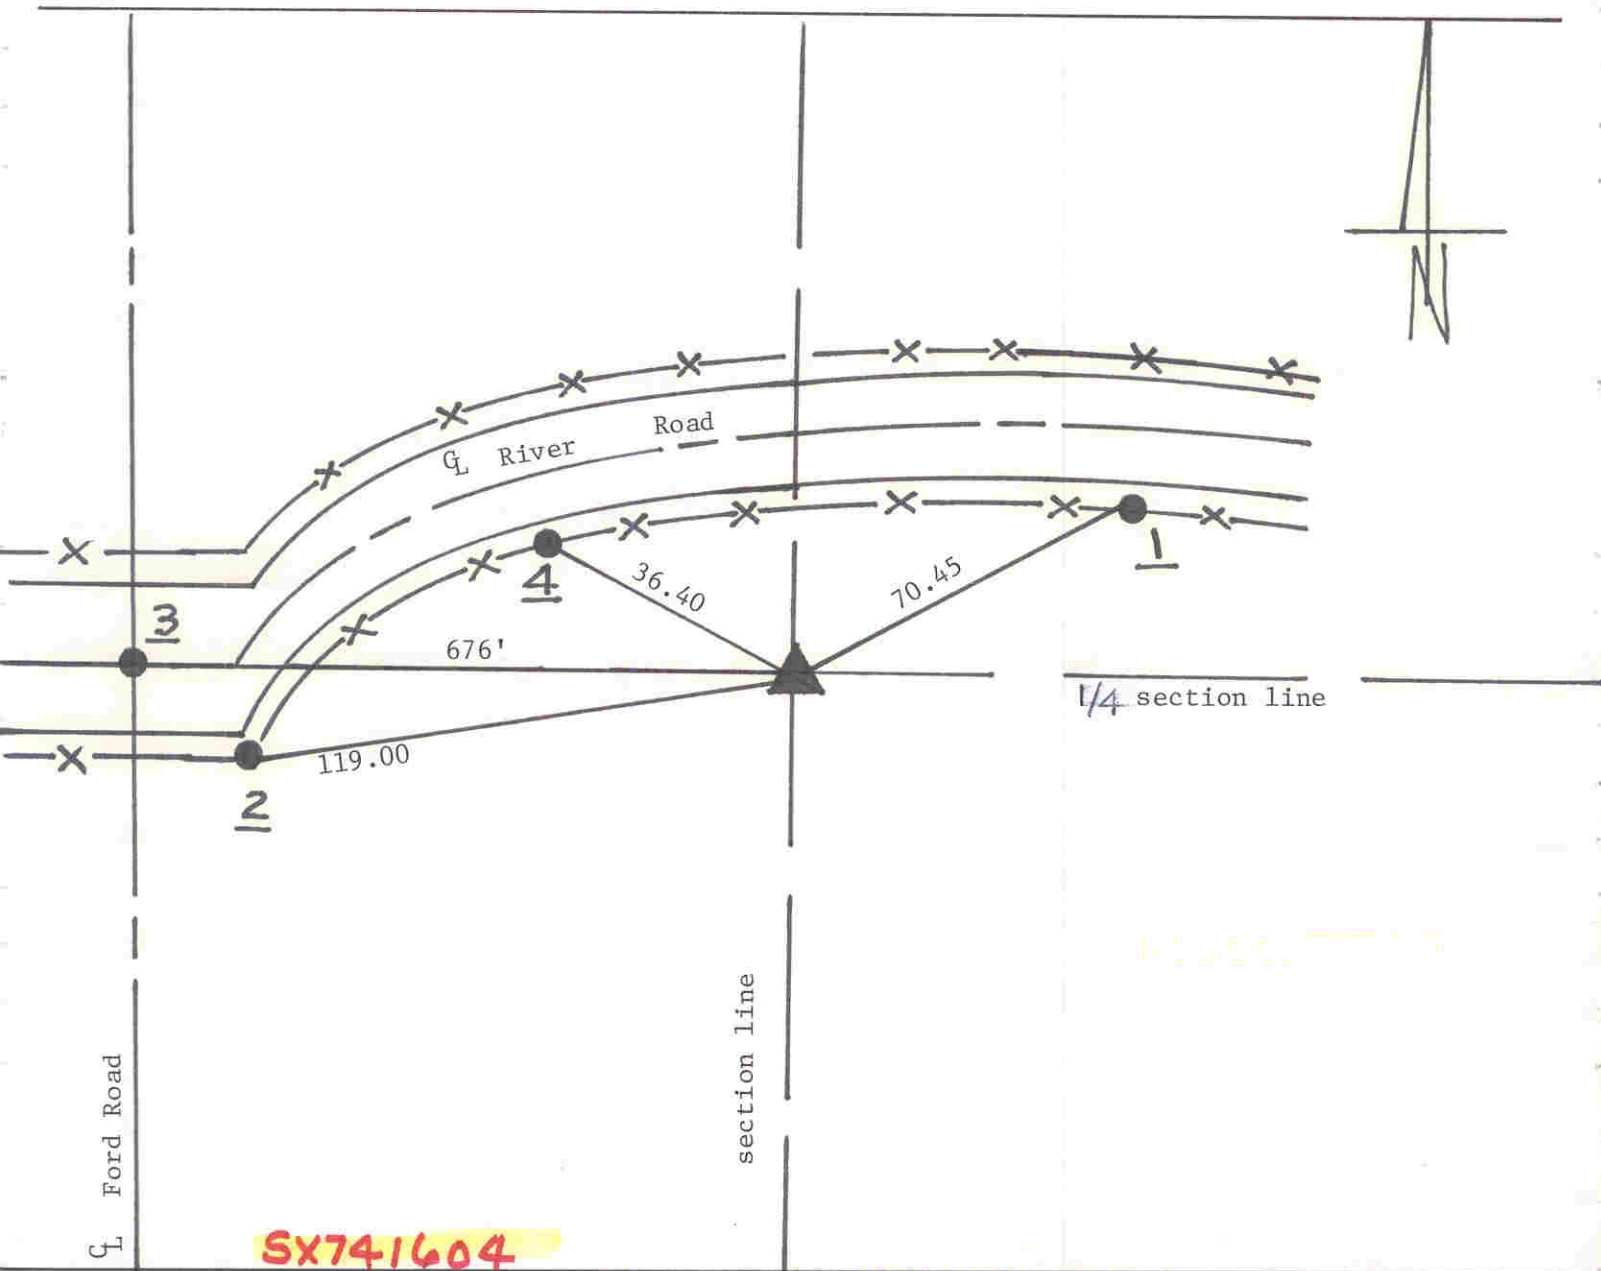 N
℄ River Road
3
4
36.40
70.45
1
676'
1/4 section line
119.00
2
section line
℄ Ford Road
SX741604